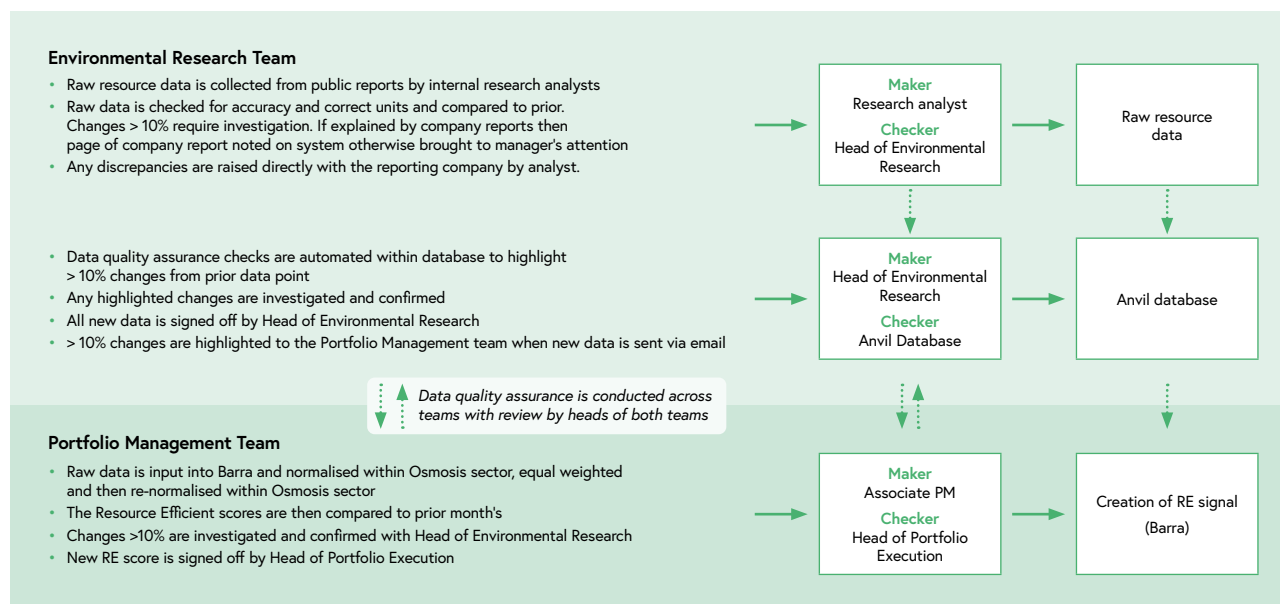 Environmental Research Team
• Raw resource data is collected from public reports by internal research analysts
• Raw data is checked for accuracy and correct units and compared to prior.
Changes > 10% require investigation. If explained by company reports then
page of company report noted on system otherwise brought to manager's attention
• Any discrepancies are raised directly with the reporting company by analyst.
Maker
Research analyst
Checker
Head of Environmental
Research
Raw resource
data
• Data quality assurance checks are automated within database to highlight
> 10% changes from prior data point
• Any highlighted changes are investigated and confirmed
• All new data is signed off by Head of Environmental Research
• > 10% changes are highlighted to the Portfolio Management team when new data is sent via email
Maker
Head of Environmental
Research
Checker
Anvil Database
Anvil database
Data quality assurance is conducted across
teams with review by heads of both teams
Portfolio Management Team
• Raw data is input into Barra and normalised within Osmosis sector, equal weighted
and then re-normalised within Osmosis sector
• The Resource Efficient scores are then compared to prior month's
• Changes >10% are investigated and confirmed with Head of Environmental Research
• New RE score is signed off by Head of Portfolio Execution
Maker
Associate PM
Checker
Head of Portfolio
Execution
Creation of RE signal
(Barra)